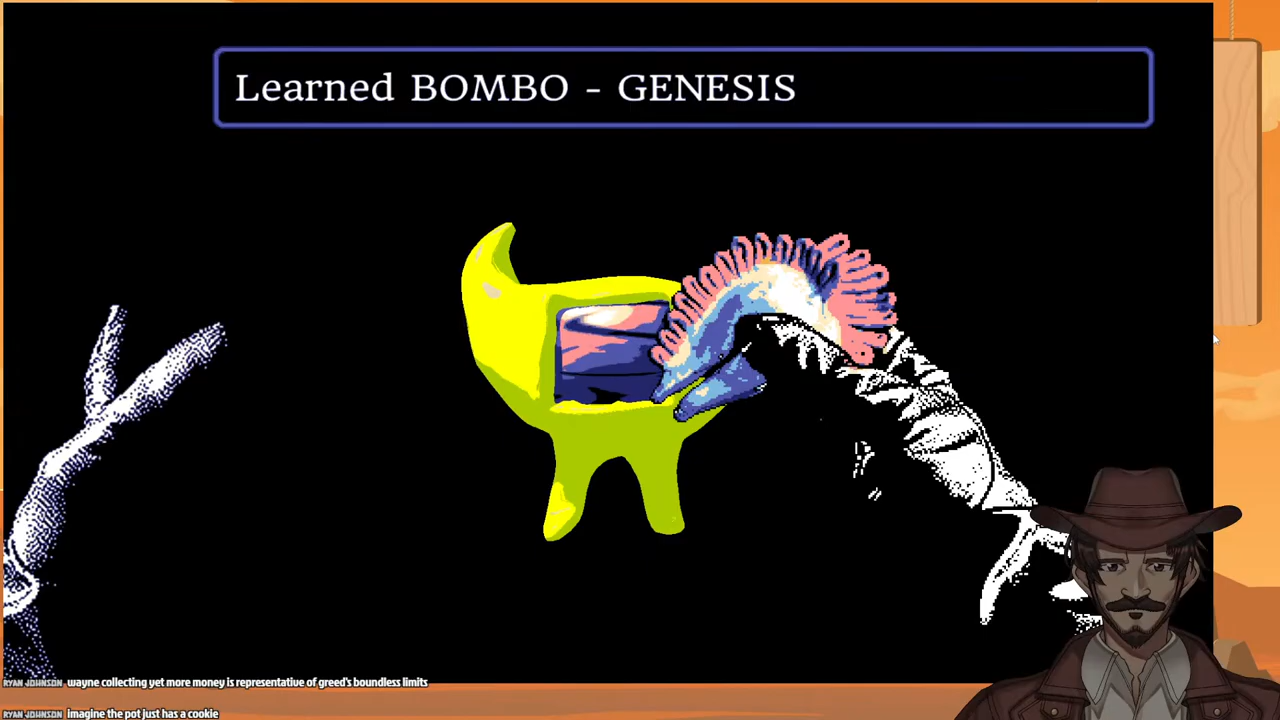 Learned BOMBO - GENESIS
RYAN JOHNSON wayne collecting yet more money is representative of greed's boundless limits
RYAN JOHNSON imagine the pot just has a cookie